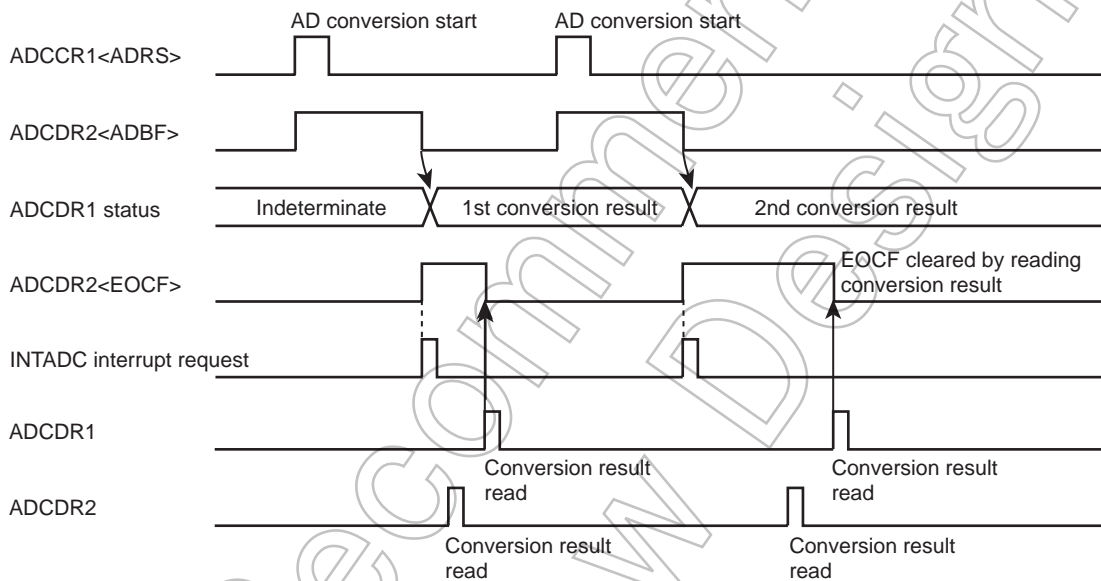 AD conversion start AD conversion start
ADCCR1<ADRS>
ADCDR2<ADBF>
ADCDR1 status Indeterminate 1st conversion result 2nd conversion result
EOCF cleared by reading
ADCDR2<EOCF> conversion result
INTADC interrupt request
ADCDR1
Conversion result Conversion result
read read
ADCDR2
Conversion result Conversion result
read read